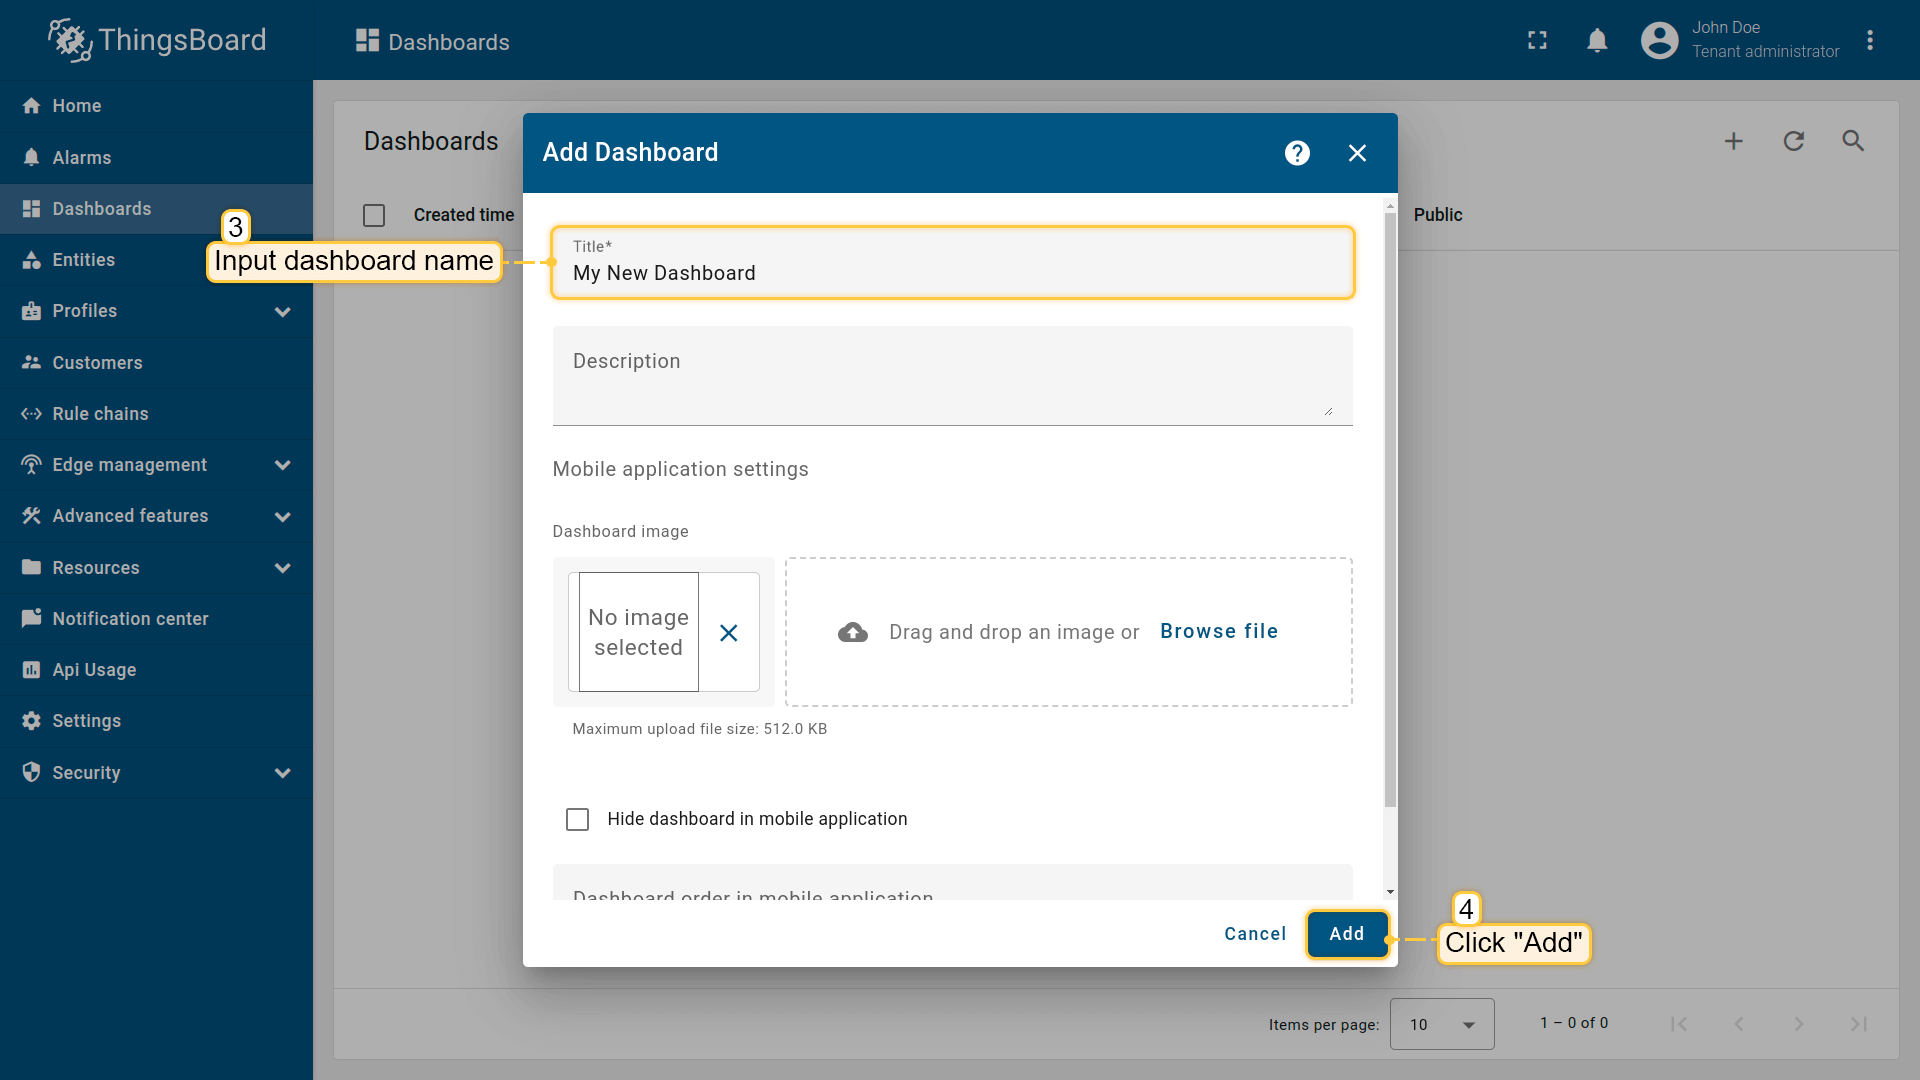 ThingsBoard
Dashboards
John Doe
Tenant administrator
Home
Alarms
Dashboards
Entities
Profiles
Customers
Rule chains
Edge management
Advanced features
Resources
Notification center
Api Usage
Settings
Security
Dashboards
Created time
Public
3
Input dashboard name
Add Dashboard
Title*
My New Dashboard
Description
Mobile application settings
Dashboard image
No image
selected
Drag and drop an image or Browse file
Maximum upload file size: 512.0 KB
Hide dashboard in mobile application
Dashboard order in mobile application
Cancel
Add
4
Click "Add"
Items per page: 10
1 – 0 of 0